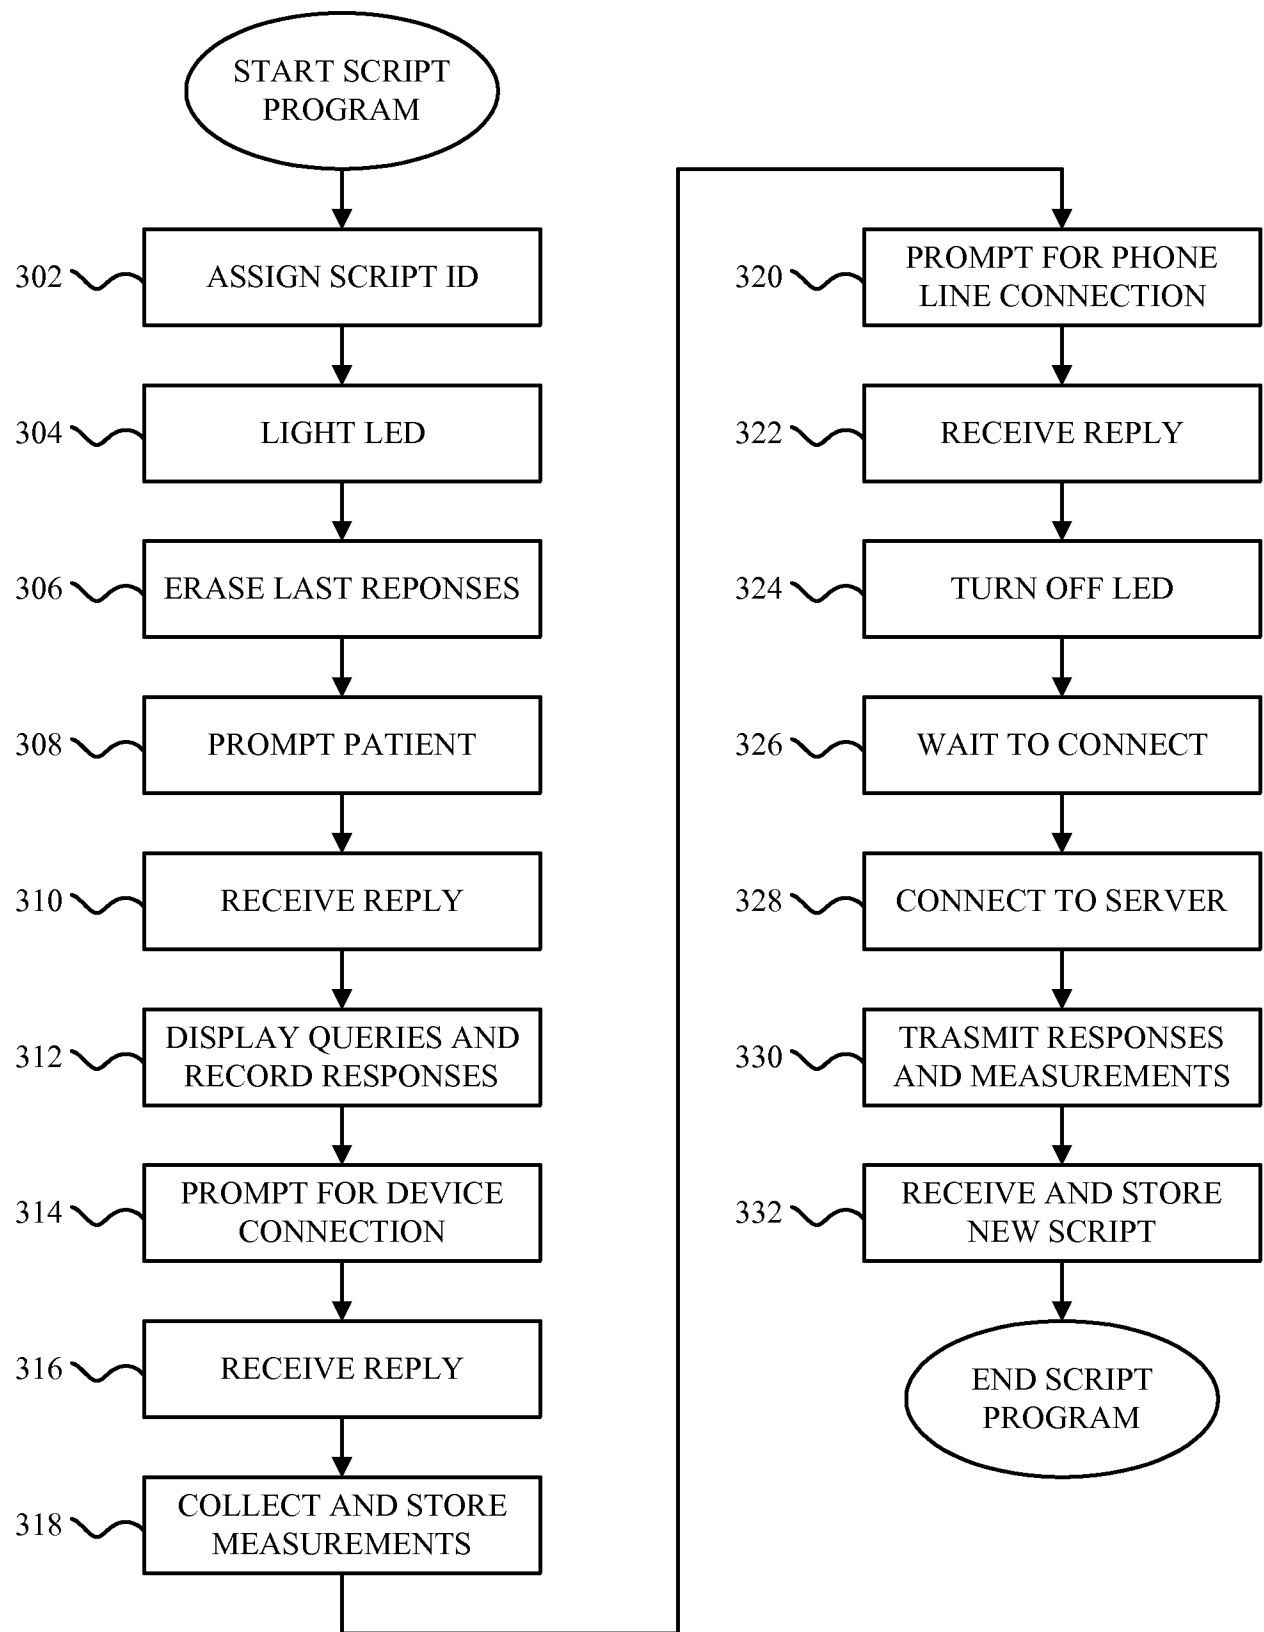 START SCRIPT
PROGRAM
302
ASSIGN SCRIPT ID
304
LIGHT LED
306
ERASE LAST REPONSES
308
PROMPT PATIENT
310
RECEIVE REPLY
312
DISPLAY QUERIES AND
RECORD RESPONSES
314
PROMPT FOR DEVICE
CONNECTION
316
RECEIVE REPLY
318
COLLECT AND STORE
MEASUREMENTS
320
PROMPT FOR PHONE
LINE CONNECTION
322
RECEIVE REPLY
324
TURN OFF LED
326
WAIT TO CONNECT
328
CONNECT TO SERVER
330
TRASMIT RESPONSES
AND MEASUREMENTS
332
RECEIVE AND STORE
NEW SCRIPT
END SCRIPT
PROGRAM